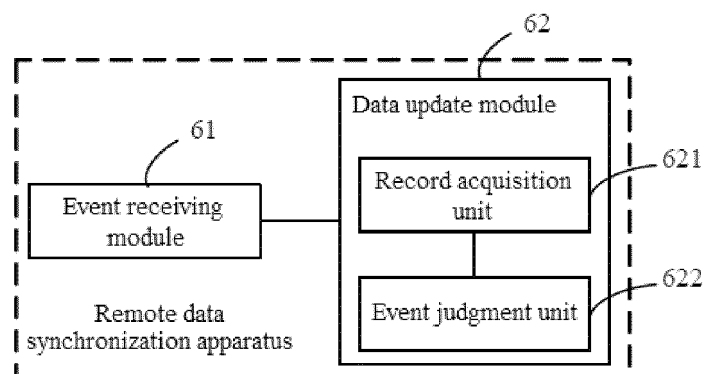 62
Data update module
61
621
Record acquisition
unit
Event receiving
module
622
Event judgment unit
Remote data
synchronization apparatus